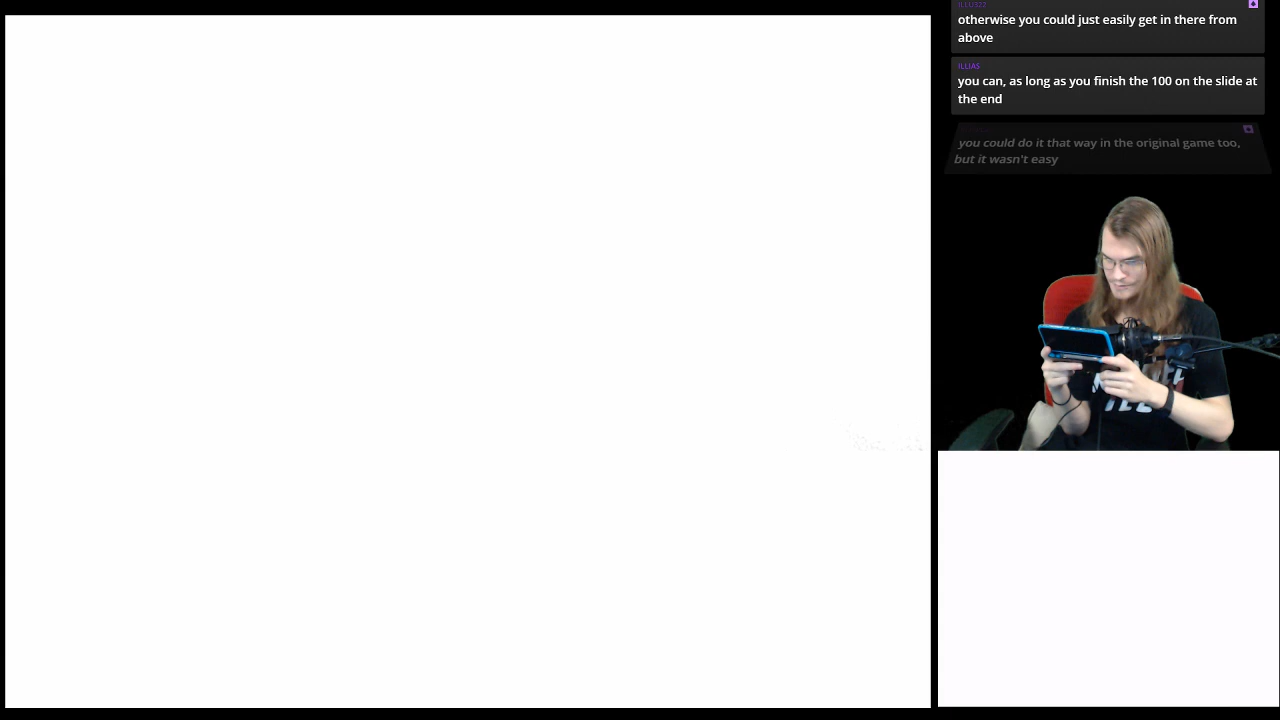 ILLU322
otherwise you could just easily get in there from
above
ILLIAS
you can, as long as you finish the 100 on the slide at
the end
you could do it that way in the original game too,
but it wasn't easy